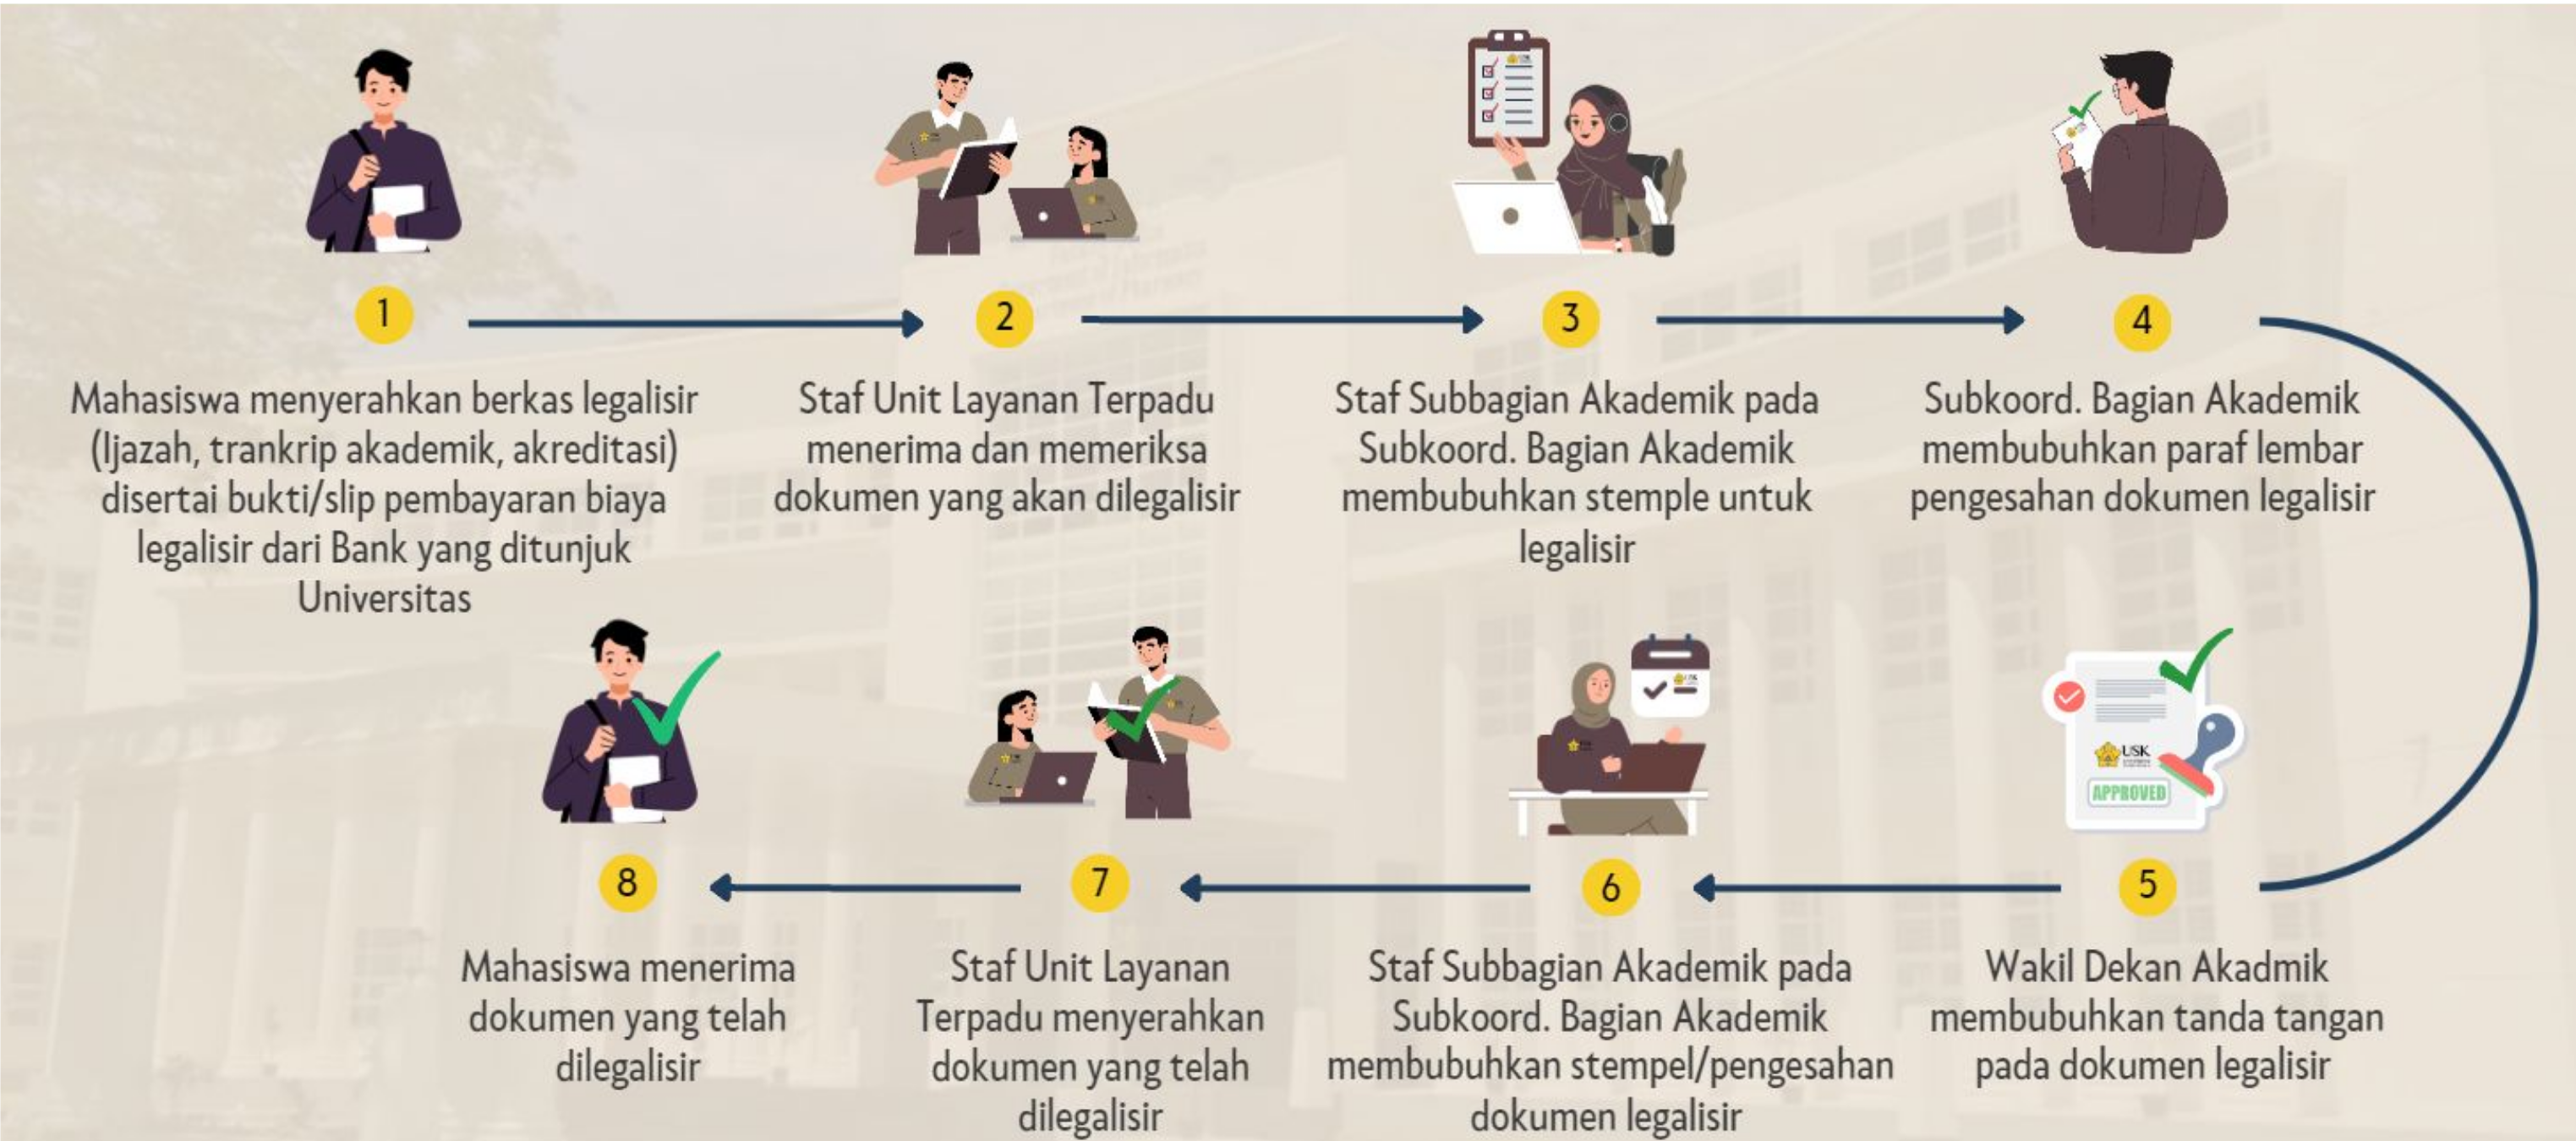 1
Mahasiswa menyerahkan berkas legalisir
(Ijazah, trankrip akademik, akreditasi)
disertai bukti/slip pembayaran biaya
legalisir dari Bank yang ditunjuk
Universitas
2
Staf Unit Layanan Terpadu
menerima dan memeriksa
dokumen yang akan dilegalisir
3
Staf Subbagian Akademik pada
Subkoord. Bagian Akademik
membubuhkan stemple untuk
legalisir
4
Subkoord. Bagian Akademik
membubuhkan paraf lembar
pengesahan dokumen legalisir
USK
APPROVED
5
Wakil Dekan Akadmik
membubuhkan tanda tangan
pada dokumen legalisir
6
Staf Subbagian Akademik pada
Subkoord. Bagian Akademik
membubuhkan stempel/pengesahan
dokumen legalisir
7
Staf Unit Layanan
Terpadu menyerahkan
dokumen yang telah
dilegalisir
8
Mahasiswa menerima
dokumen yang telah
dilegalisir